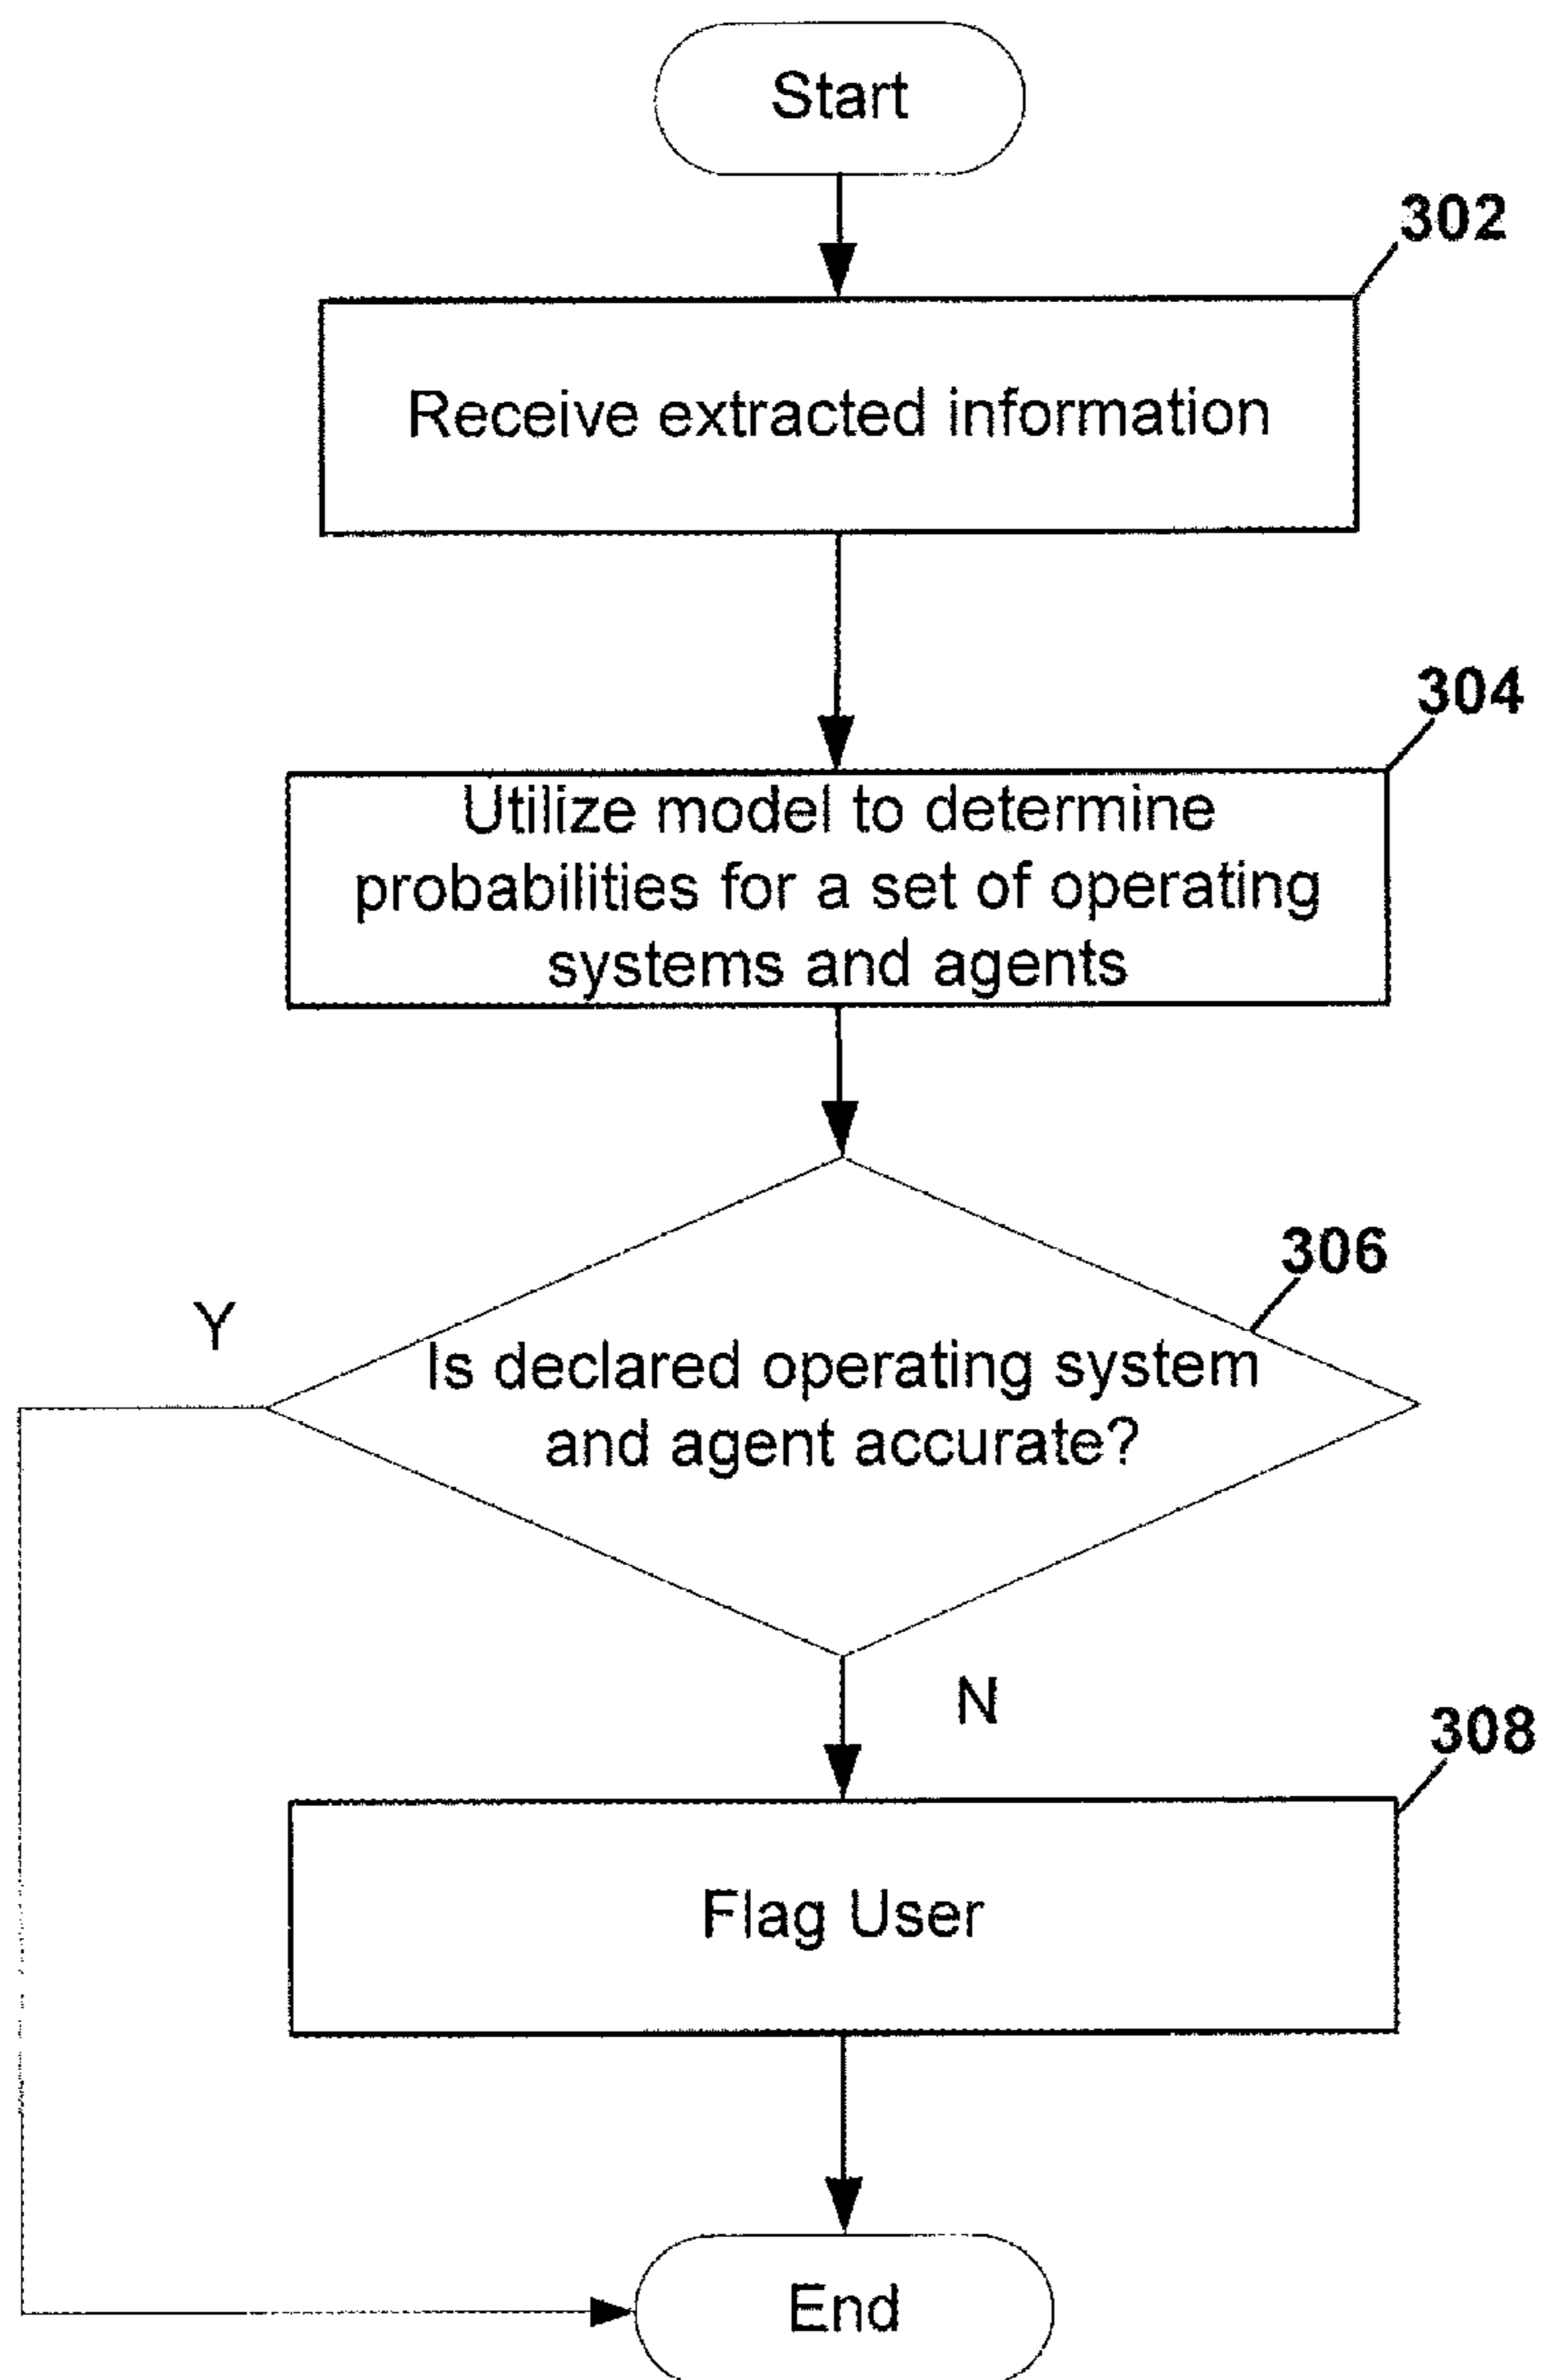 Start
302
Receive extracted information
304
Utilize model to determine
probabilities for a set of operating
systems and agents
306
Y
Is declared operating system
and agent accurate?
N
308
Flag User
End